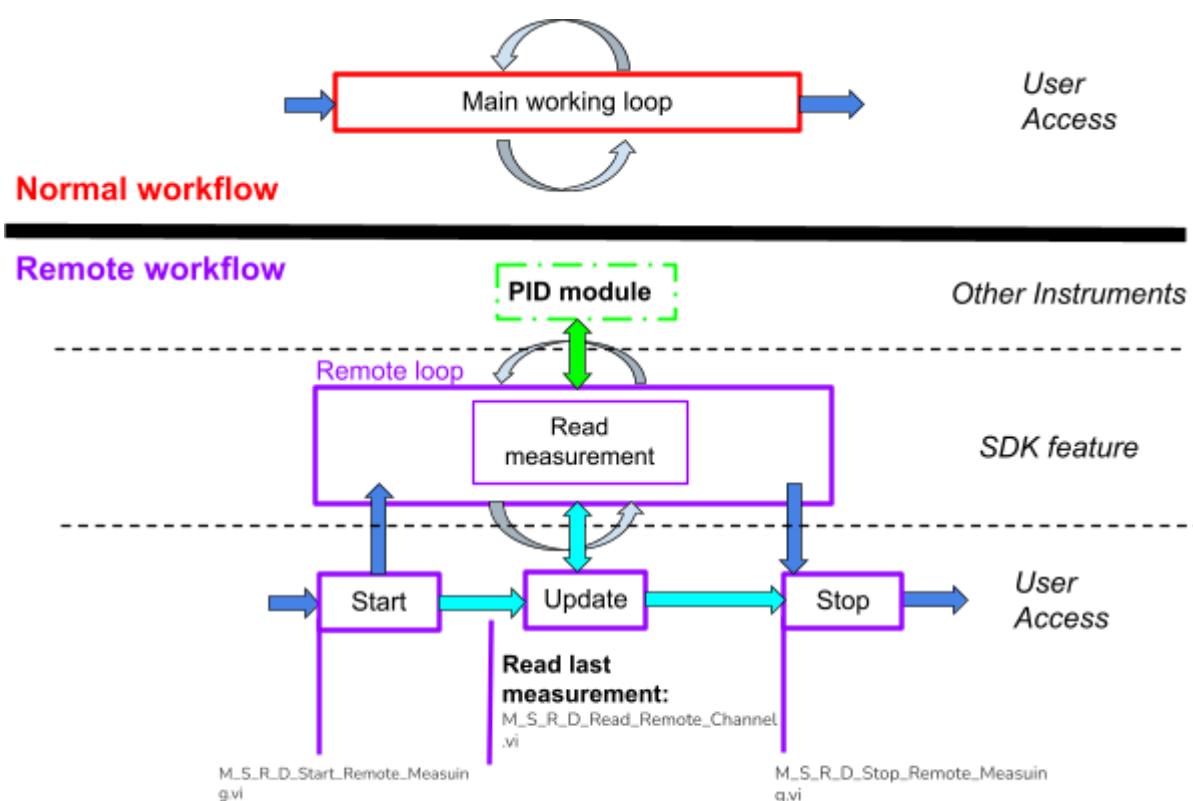 Main working loop
User
Access
Normal workflow
Remote workflow
PID module
Other Instruments
Remote loop
Read
measurement
SDK feature
Start
Update
Stop
User
Access
Read last
measurement:
M_S_R_D_Read_Remote_Channel
.vi
M_S_R_D_Start_Remote_Measuin
g.vi
M_S_R_D_Stop_Remote_Measuin
g.vi